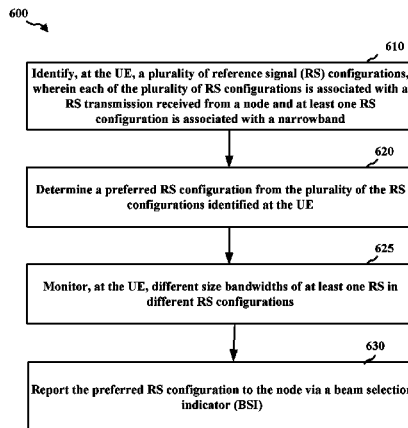 600
610
Identify, at the UE, a plurality of reference signal (RS) configurations,
wherein each of the plurality of RS configurations is associated with a
RS transmission received from a node and at least one RS
configuration is associated with a narrowband
620
Determine a preferred RS configuration from the plurality of the RS
configurations identified at the UE
625
Monitor, at the UE, different size bandwidths of at least one RS in
different RS configurations
630
Report the preferred RS configuration to the node via a beam selection
indicator (BSI)